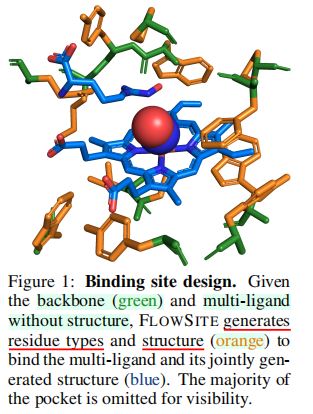 Figure 1: Binding site design. Given
the backbone (green) and multi-ligand
without structure, FLOWSITE generates
residue types and structure (orange) to
bind the multi-ligand and its jointly gen-
erated structure (blue). The majority of
the pocket is omitted for visibility.